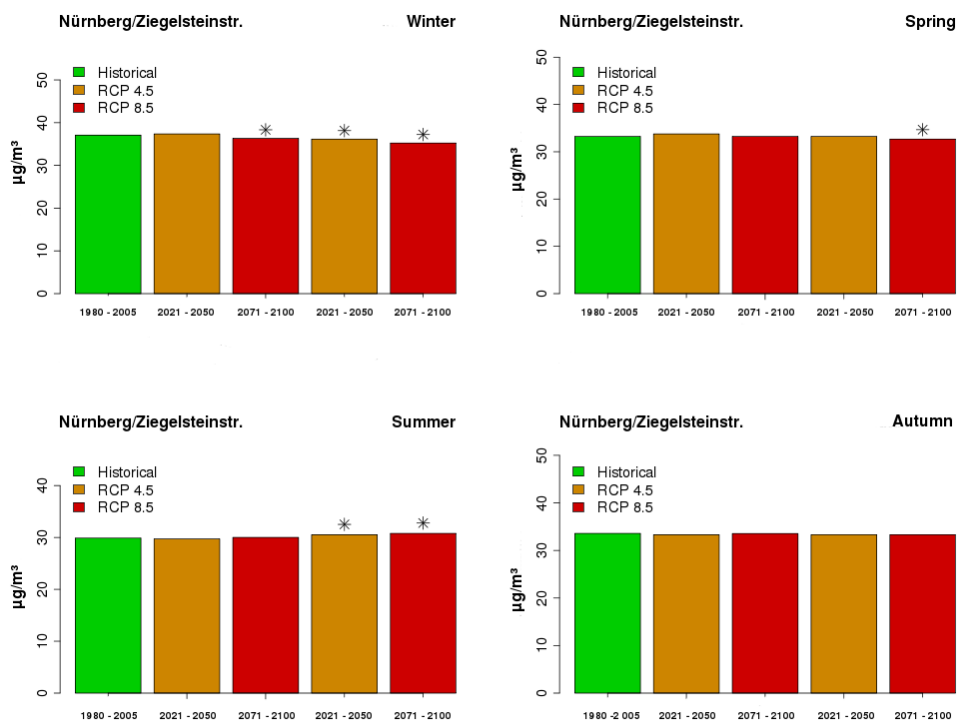 Nürnberg/Ziegelsteinstr. Winter
Historical
RCP 4.5
RCP 8.5
µg/m³
50
40
30
20
10
0
1980 - 2005 2021 - 2050 2071 - 2100 2021 - 2050 2071 - 2100
Nürnberg/Ziegelsteinstr. Spring
Historical
RCP 4.5
RCP 8.5
µg/m³
50
40
30
20
10
0
1980 - 2005 2021 - 2050 2071 - 2100 2021 - 2050 2071 - 2100
Nürnberg/Ziegelsteinstr. Summer
Historical
RCP 4.5
RCP 8.5
µg/m³
40
30
20
10
0
1980 - 2005 2021 - 2050 2071 - 2100 2021 - 2050 2071 - 2100
Nürnberg/Ziegelsteinstr. Autumn
Historical
RCP 4.5
RCP 8.5
µg/m³
50
40
30
20
10
0
1980 -2 005 2021 - 2050 2071 - 2100 2021 - 2050 2071 - 2100